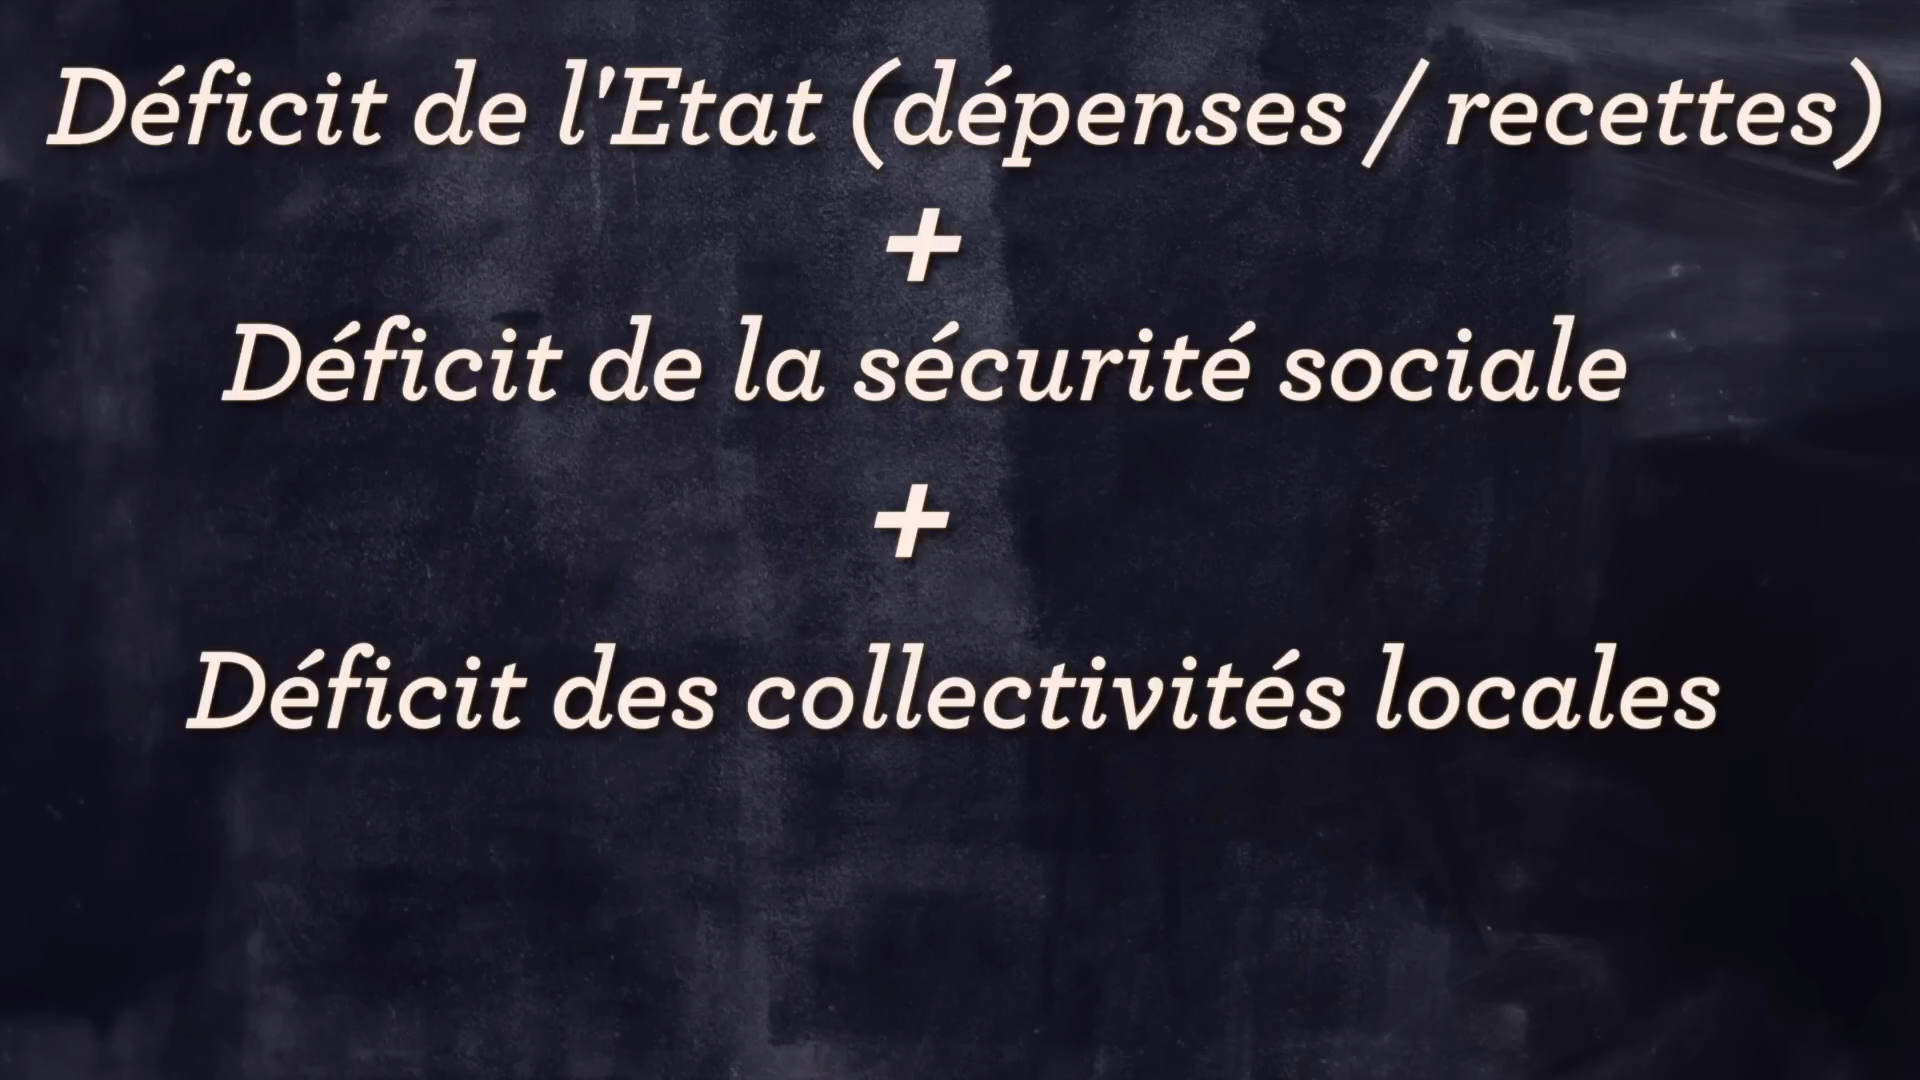 Déficit de l'Etat (dépenses / recettes)
+
Déficit de la sécurité sociale
+
Déficit des collectivités locales